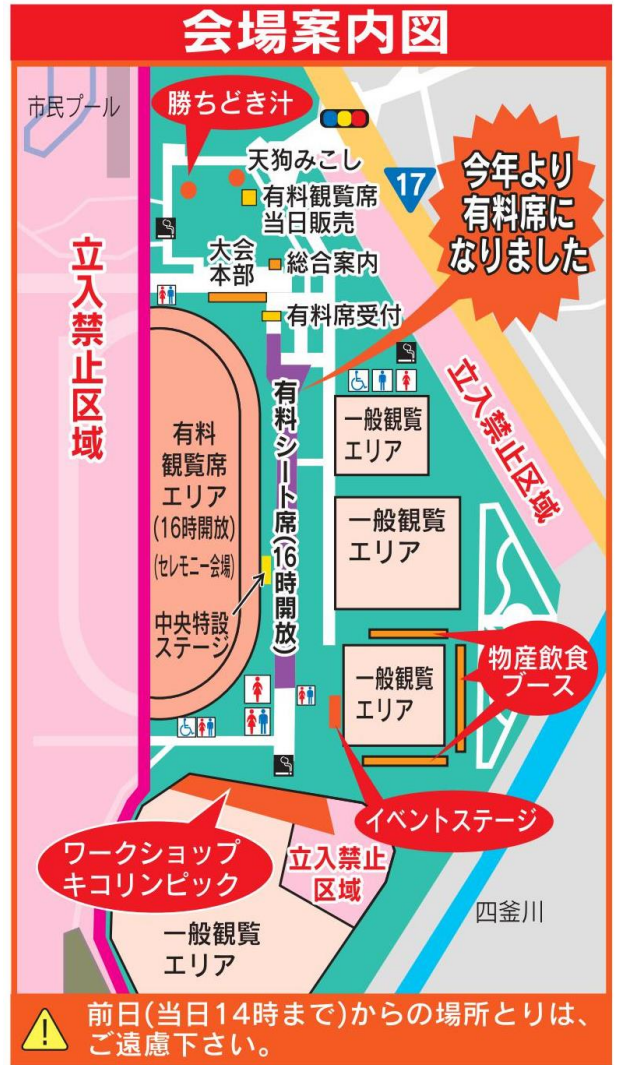 会場案内図
市民プール
勝ちどき汁
天狗みこし
17
今年より
有料席に
なりました
有料観覧席
当日販売
大会
本部
総合案内
有料席受付
立入禁止区域
立入禁止区域
有料
観覧席
エリア
(16時開放)
(セレモニー会場)
中央特設
ステージ
有料シート席(16時開放)
一般観覧
エリア
一般観覧
エリア
一般観覧
エリア
物産飲食
ブース
イベントステージ
ワークショップ
キコリンピック
立入禁止
区域
四釜川
一般観覧
エリア
前日(当日14時まで)からの場所とりは、
ご遠慮下さい。